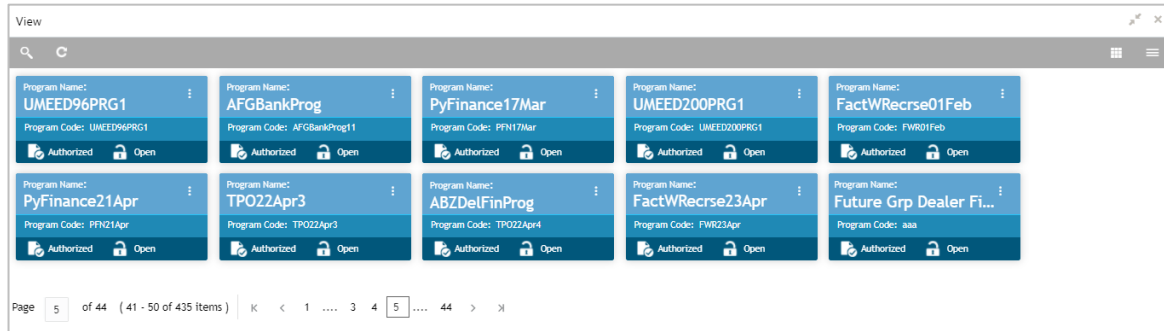 View
Program Name:
UMEED96PRG1
Program Code: UMEED96PRG1
Authorized Open
Program Name:
AFGBankProg
Program Code: AFGBankProg11
Authorized Open
Program Name:
PyFinance17Mar
Program Code: PFN17Mar
Authorized Open
Program Name:
UMEED200PRG1
Program Code: UMEED200PRG1
Authorized Open
Program Name:
FactWRecrse01Feb
Program Code: FWR01Feb
Authorized Open
Program Name:
PyFinance21Apr
Program Code: PFN21Apr
Authorized Open
Program Name:
TPO22Apr3
Program Code: TPO22Apr3
Authorized Open
Program Name:
ABZDelFinProg
Program Code: TPO22Apr4
Authorized Open
Program Name:
FactWRecrse23Apr
Program Code: FWR23Apr
Authorized Open
Program Name:
Future Grp Dealer Fi...
Program Code: aaa
Authorized Open
Page 5 of 44 ( 41 - 50 of 435 items ) 1 .... 3 4 5 .... 44